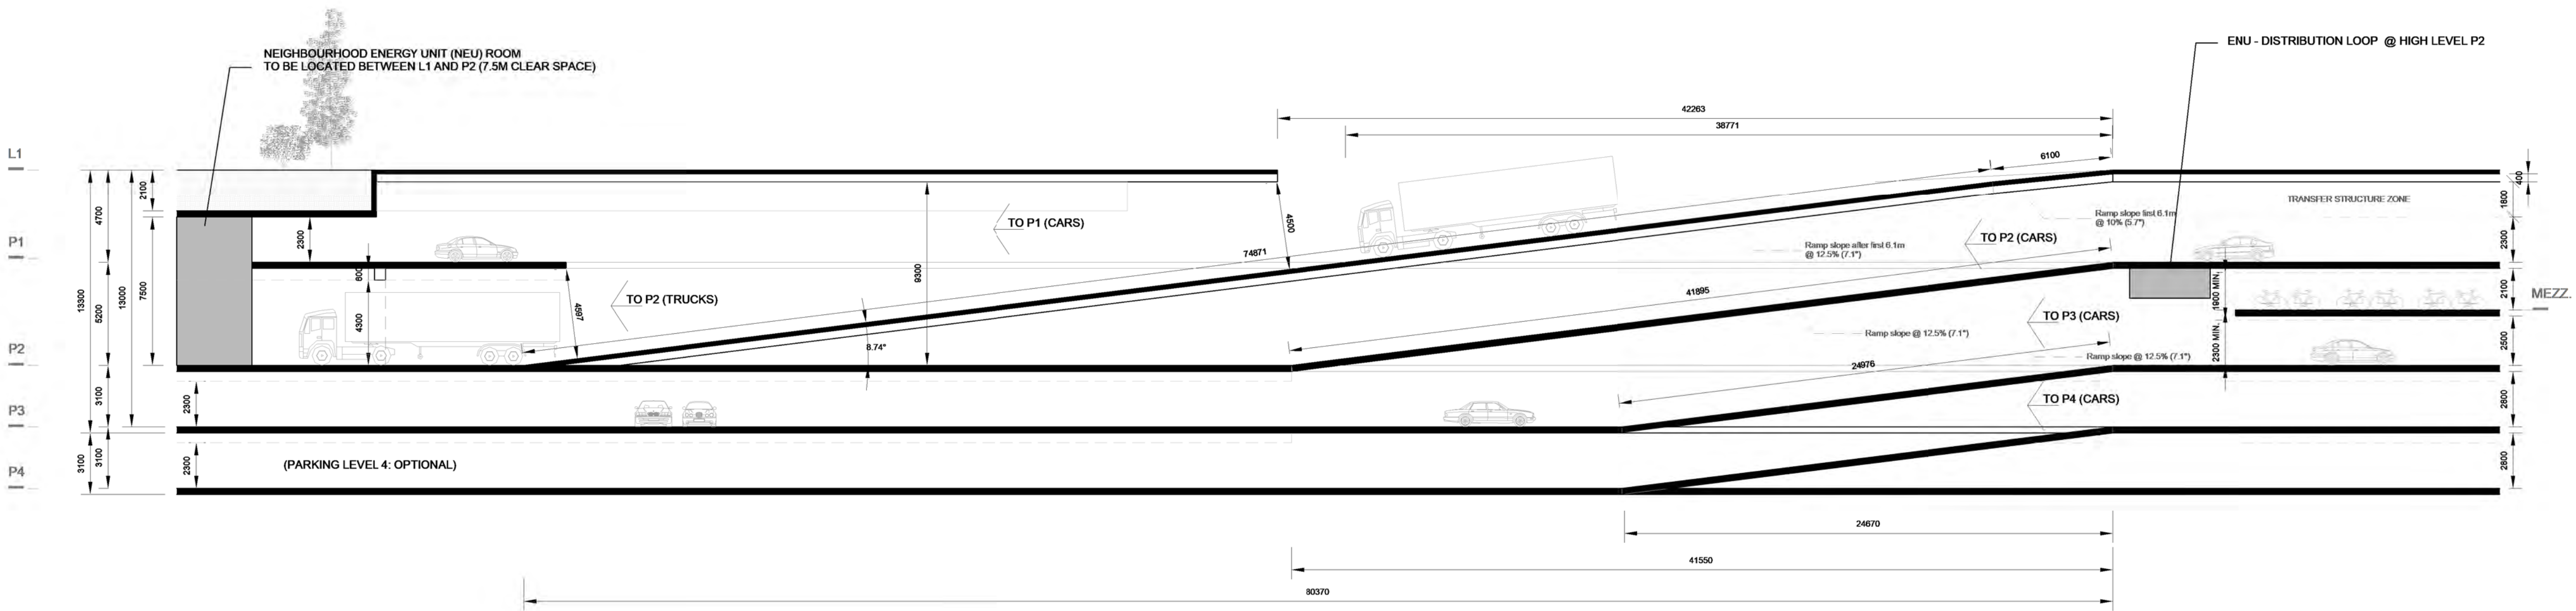 NEIGHBOURHOOD ENERGY UNIT (NEU) ROOM
TO BE LOCATED BETWEEN L1 AND P2 (7.5M CLEAR SPACE)
ENU - DISTRIBUTION LOOP @ HIGH LEVEL P2
42263
38771
6100
L1
P1
P2
P3
P4
13300
4700
5200
3100
3100
3100
13000
2100
7500
2300
2300
2300
600
4300
4597
TO P1 (CARS)
TO P2 (TRUCKS)
9300
74871
8.74°
4500
Ramp slope after first 6.1m
@ 12.5% (7.1°)
TO P2 (CARS)
Ramp slope first 6.1m
@ 10% (5.7°)
TRANSFER STRUCTURE ZONE
400
1800
2300
2100
2500
2800
2800
MEZZ.
41895
TO P3 (CARS)
Ramp slope @ 12.5% (7.1°)
1900 MIN.
2300 MIN.
Ramp slope @ 12.5% (7.1°)
24976
TO P4 (CARS)
(PARKING LEVEL 4: OPTIONAL)
24670
41550
80370